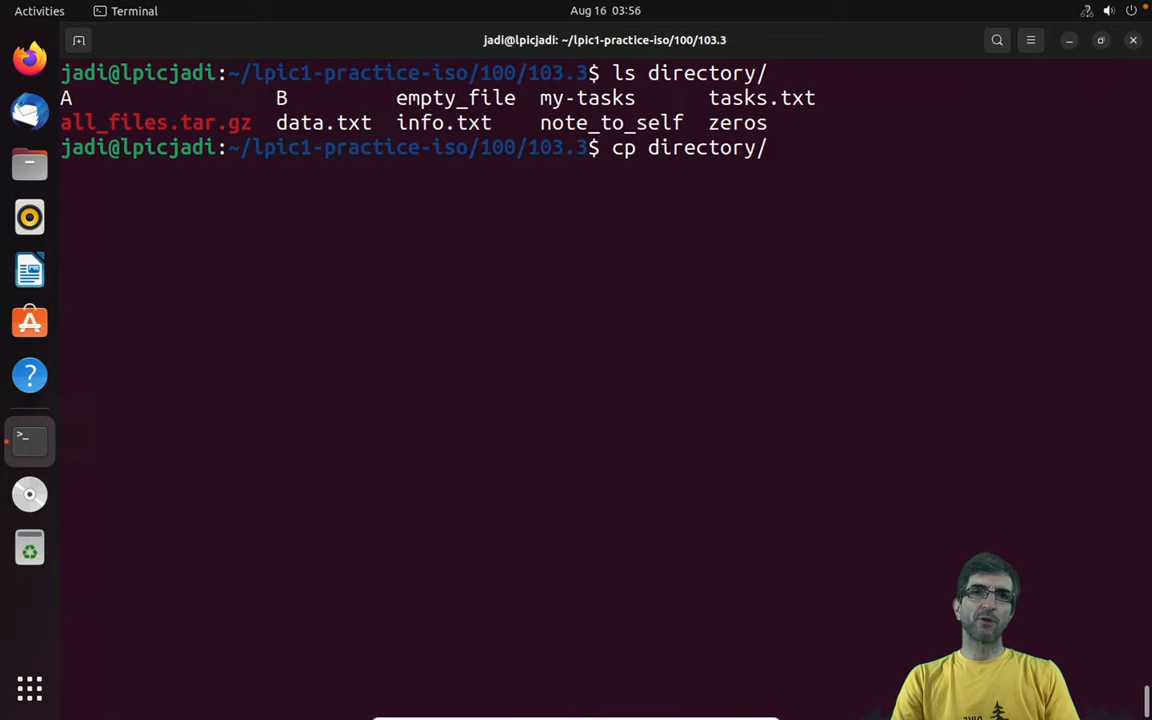 Activities Terminal Aug 16 03:56
jadi@lpicjadi: ~/lpic1-practice-iso/100/103.3
jadi@lpicjadi:~/lpic1-practice-iso/100/103.3$ ls directory/
A B empty_file my-tasks tasks.txt
all_files.tar.gz data.txt info.txt note_to_self zeros
jadi@lpicjadi:~/lpic1-practice-iso/100/103.3$ cp directory/